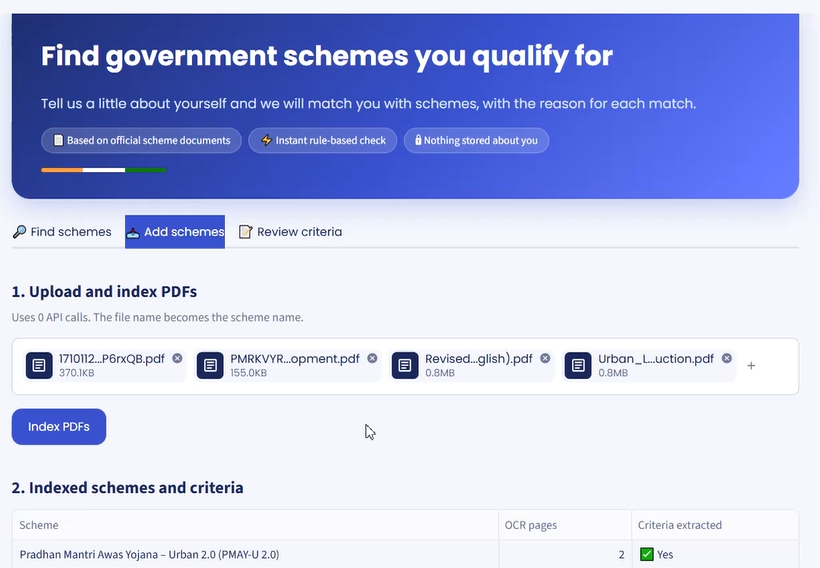 Find government schemes you qualify for
Tell us a little about yourself and we will match you with schemes, with the reason for each match.
Based on official scheme documents
Instant rule-based check
Nothing stored about you
Find schemes
Add schemes
Review criteria
1. Upload and index PDFs
Uses 0 API calls. The file name becomes the scheme name.
1710112...P6rxQB.pdf
370.1KB
PMRKVYR...opment.pdf
155.0KB
Revised...glish).pdf
0.8MB
Urban_L...uction.pdf
0.8MB
+
Index PDFs
2. Indexed schemes and criteria
Scheme OCR pages Criteria extracted
Pradhan Mantri Awas Yojana – Urban 2.0 (PMAY-U 2.0) 2 Yes